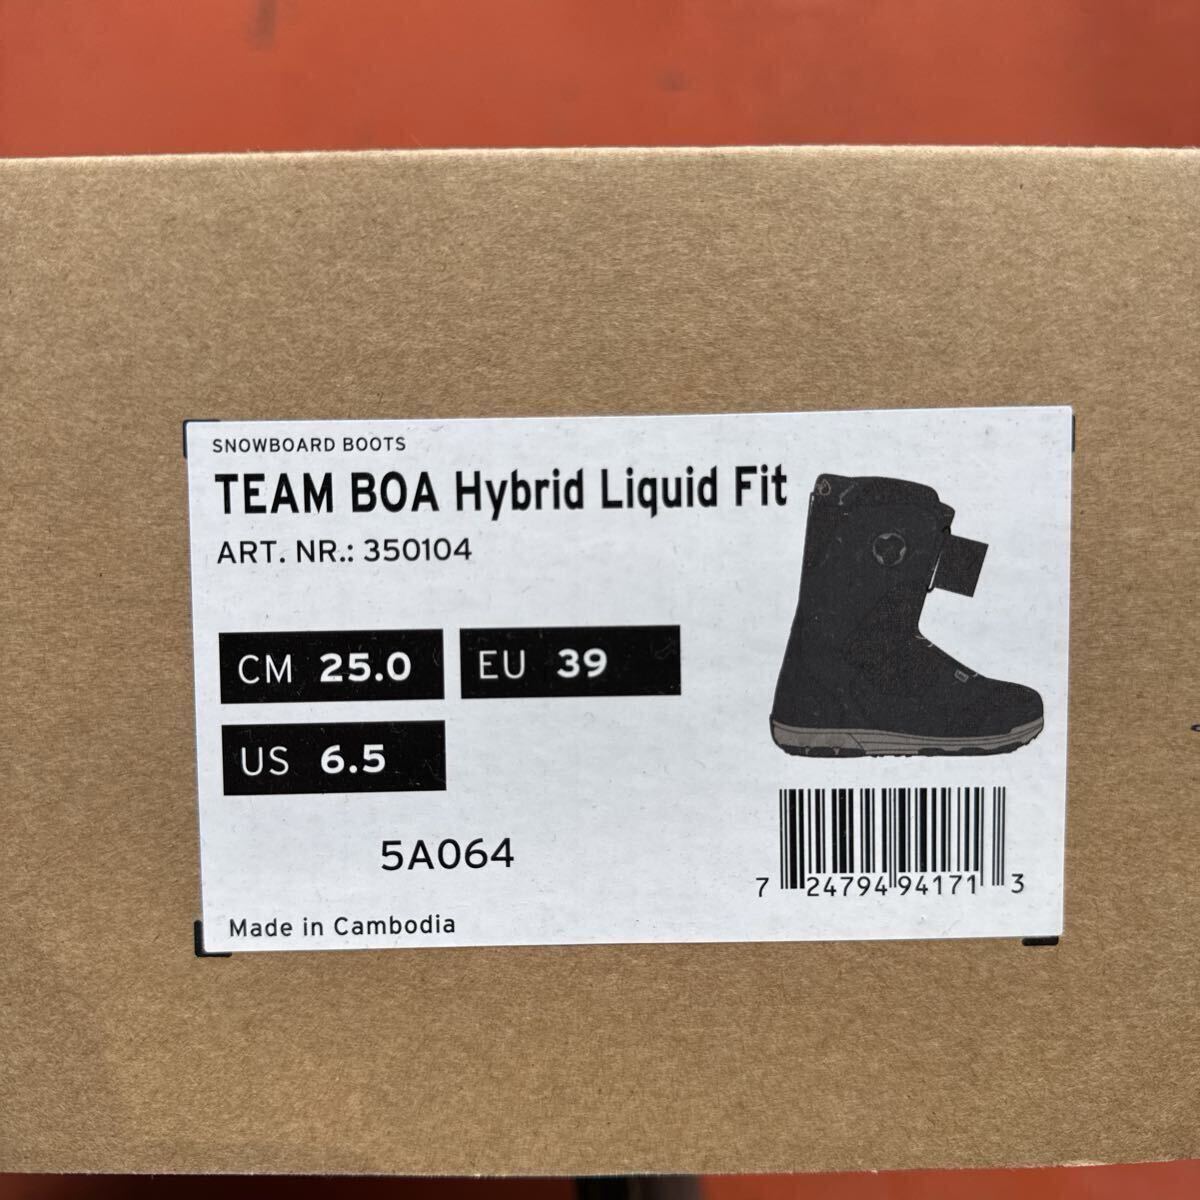 SNOWBOARD BOOTS
TEAM BOA Hybrid Liquid Fit
ART. NR.: 350104
CM 25.0 EU 39
US 6.5
5A064
7 24794 94171 3
Made in Cambodia